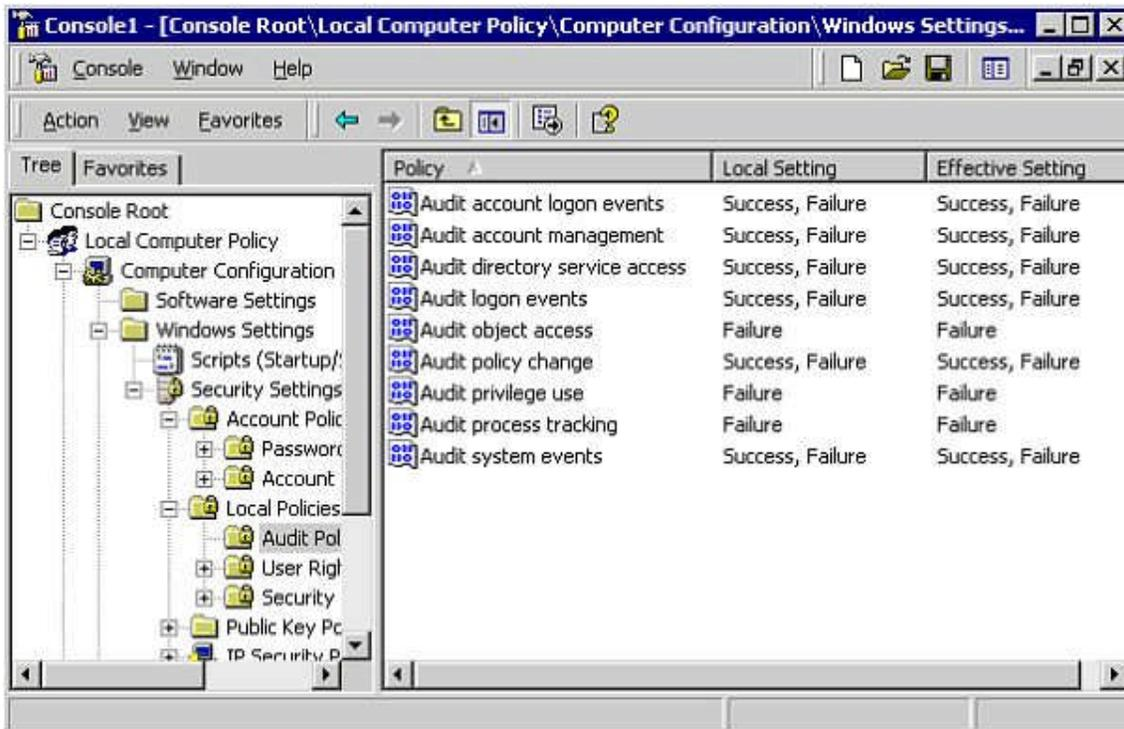 Console1 - [Console Root\Local Computer Policy\Computer Configuration\Windows Settings...
Console Window Help
Action View Favorites
Tree Favorites
Policy Local Setting Effective Setting
Console Root
Local Computer Policy
Computer Configuration
Software Settings
Windows Settings
Scripts (Startup/
Security Settings
Account Polic
Password
Account
Local Policies
Audit Pol
User Righ
Security
Public Key Po
IP Security P
Audit account logon events Success, Failure Success, Failure
Audit account management Success, Failure Success, Failure
Audit directory service access Success, Failure Success, Failure
Audit logon events Success, Failure Success, Failure
Audit object access Failure Failure
Audit policy change Success, Failure Success, Failure
Audit privilege use Failure Failure
Audit process tracking Failure Failure
Audit system events Success, Failure Success, Failure